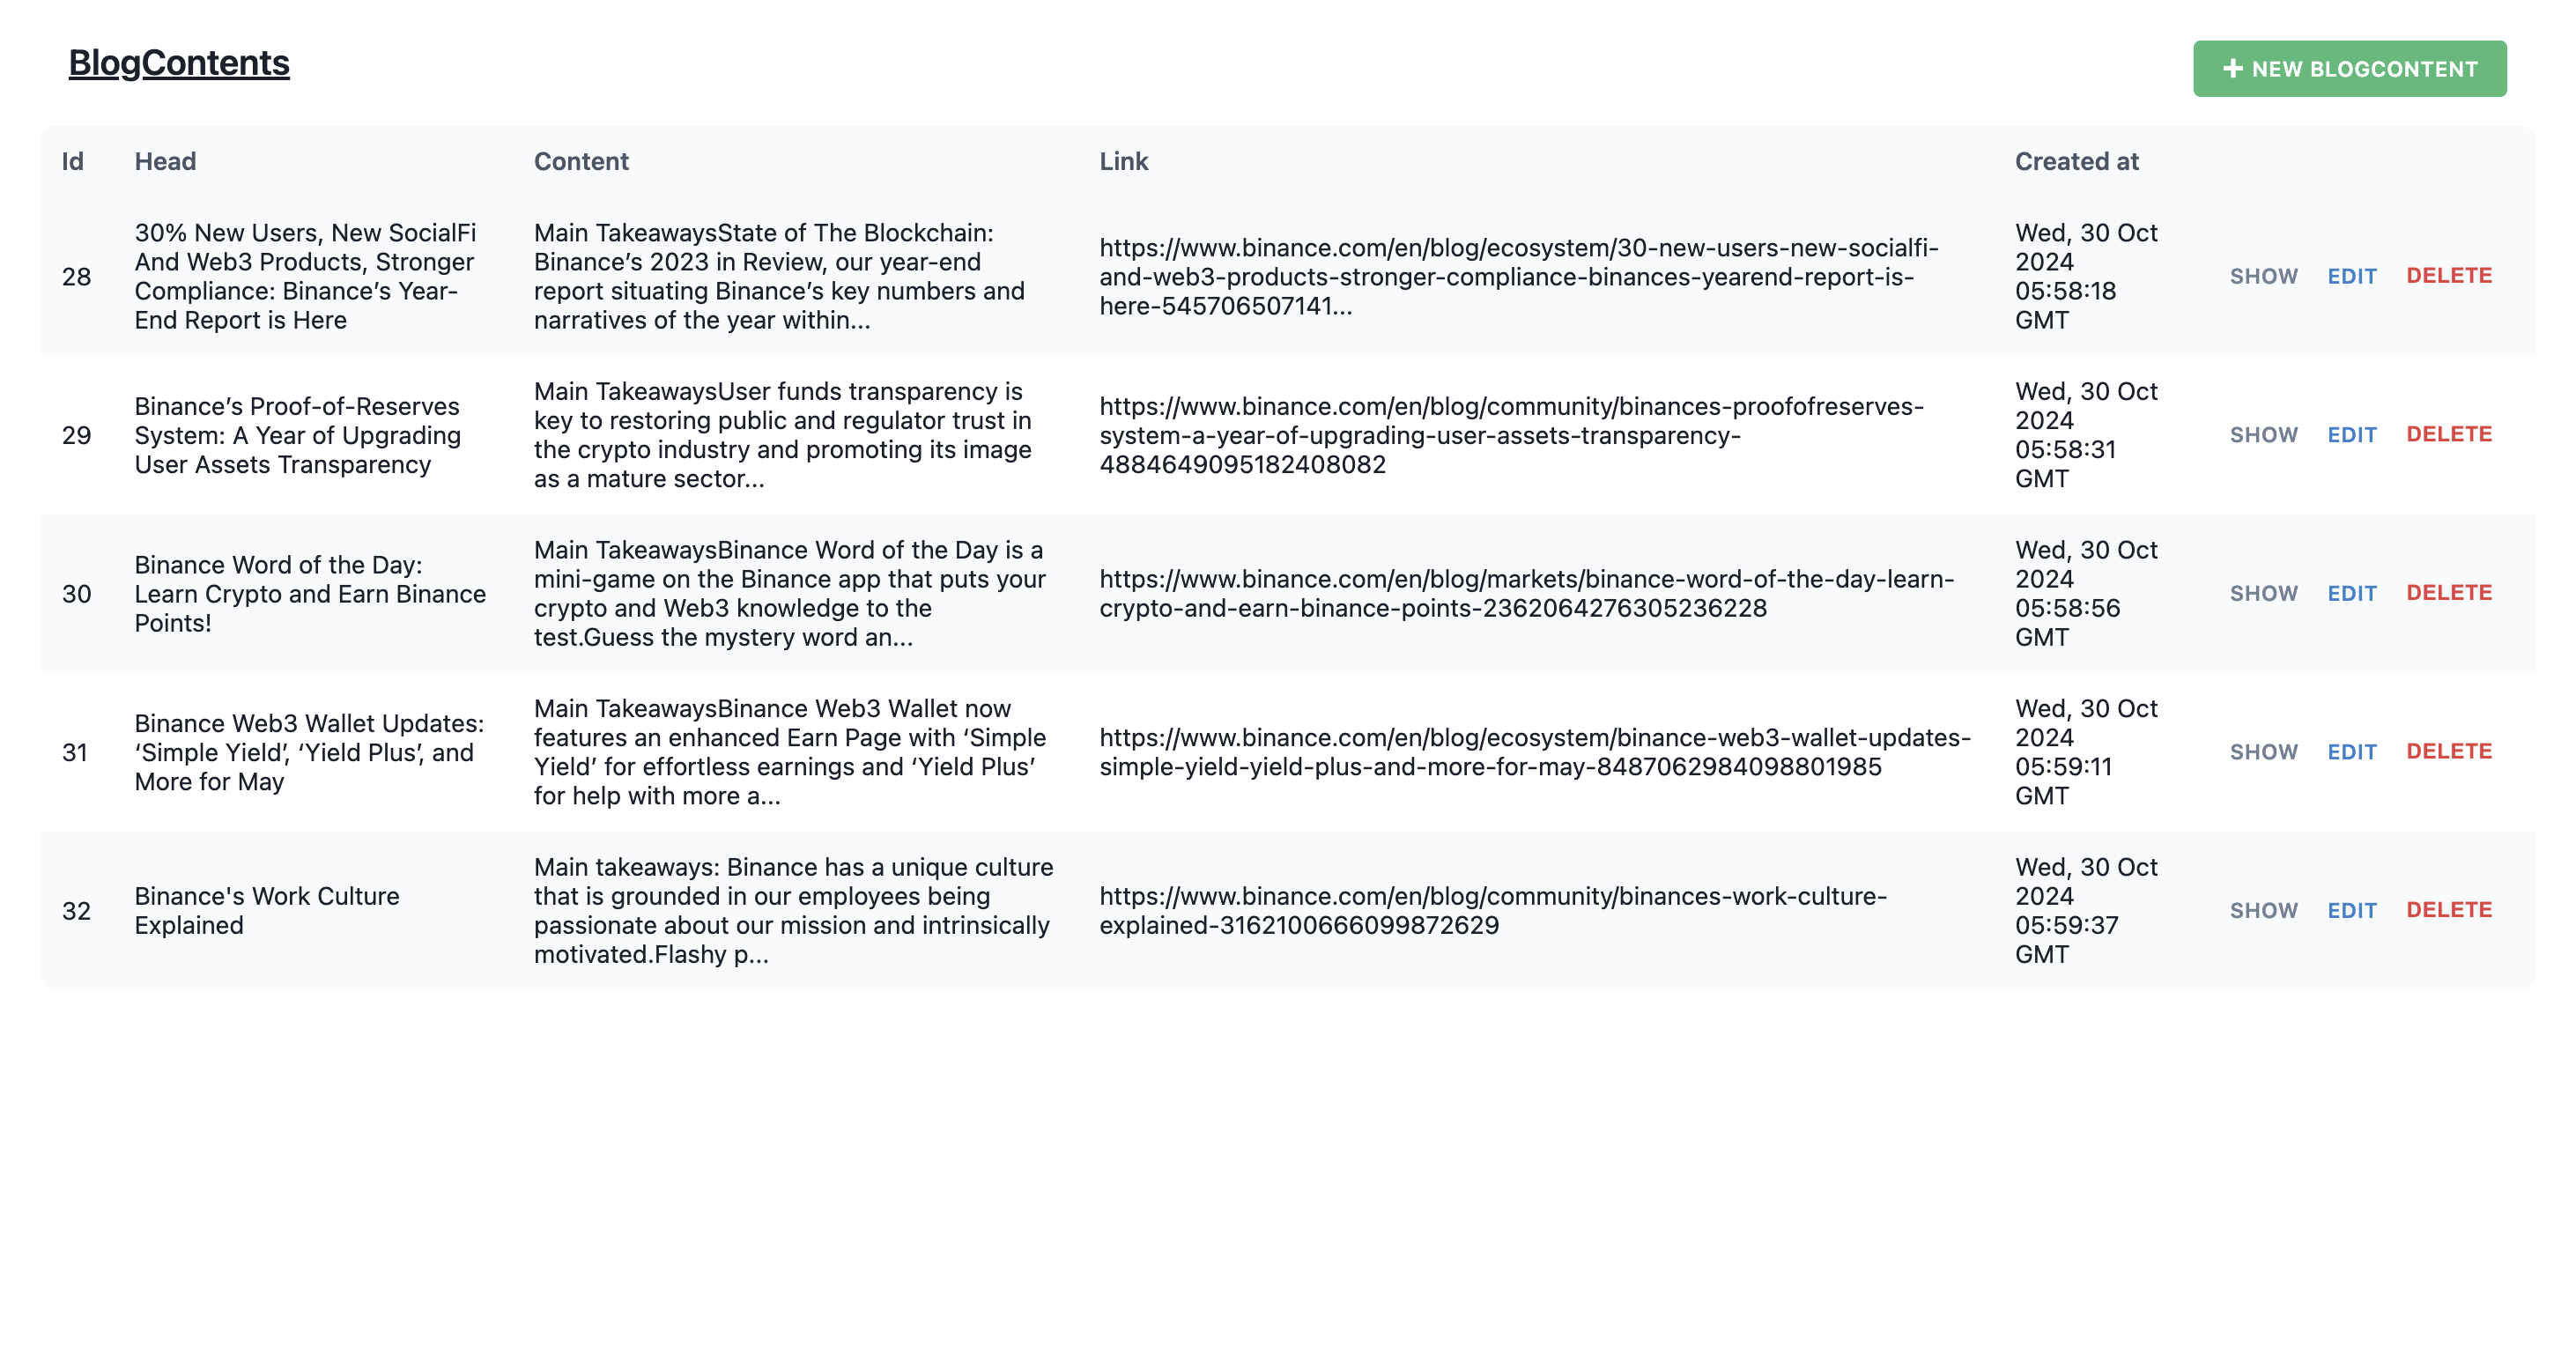 BlogContents
+ NEW BLOGCONTENT
Id Head Content Link Created at
28
30% New Users, New SocialFi
And Web3 Products, Stronger
Compliance: Binance’s Year-
End Report is Here
Main TakeawaysState of The Blockchain:
Binance’s 2023 in Review, our year-end
report situating Binance’s key numbers and
narratives of the year within...
https://www.binance.com/en/blog/ecosystem/30-new-users-new-socialfi-
and-web3-products-stronger-compliance-binances-yearend-report-is-
here-545706507141...
Wed, 30 Oct
2024
05:58:18
GMT
SHOW EDIT DELETE
29
Binance’s Proof-of-Reserves
System: A Year of Upgrading
User Assets Transparency
Main TakeawaysUser funds transparency is
key to restoring public and regulator trust in
the crypto industry and promoting its image
as a mature sector...
https://www.binance.com/en/blog/community/binances-proofofreserves-
system-a-year-of-upgrading-user-assets-transparency-
4884649095182408082
Wed, 30 Oct
2024
05:58:31
GMT
SHOW EDIT DELETE
30
Binance Word of the Day:
Learn Crypto and Earn Binance
Points!
Main TakeawaysBinance Word of the Day is a
mini-game on the Binance app that puts your
crypto and Web3 knowledge to the
test.Guess the mystery word an...
https://www.binance.com/en/blog/markets/binance-word-of-the-day-learn-
crypto-and-earn-binance-points-2362064276305236228
Wed, 30 Oct
2024
05:58:56
GMT
SHOW EDIT DELETE
31
Binance Web3 Wallet Updates:
‘Simple Yield’, ‘Yield Plus’, and
More for May
Main TakeawaysBinance Web3 Wallet now
features an enhanced Earn Page with ‘Simple
Yield’ for effortless earnings and ‘Yield Plus’
for help with more a...
https://www.binance.com/en/blog/ecosystem/binance-web3-wallet-updates-
simple-yield-yield-plus-and-more-for-may-8487062984098801985
Wed, 30 Oct
2024
05:59:11
GMT
SHOW EDIT DELETE
32
Binance's Work Culture
Explained
Main takeaways: Binance has a unique culture
that is grounded in our employees being
passionate about our mission and intrinsically
motivated.Flashy p...
https://www.binance.com/en/blog/community/binances-work-culture-
explained-3162100666099872629
Wed, 30 Oct
2024
05:59:37
GMT
SHOW EDIT DELETE